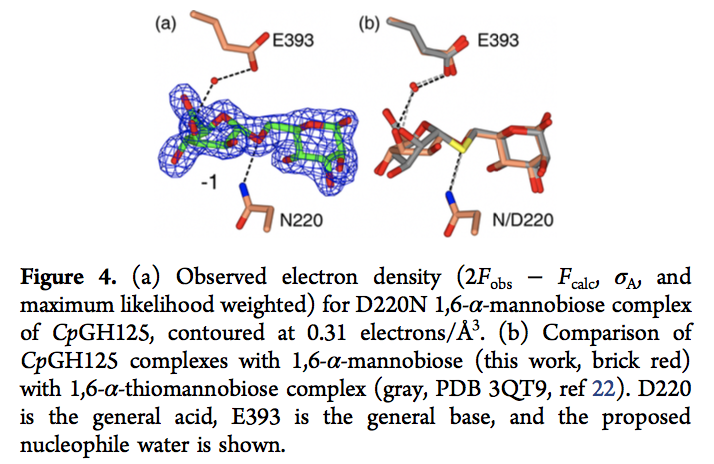 (a)
E393
(b)
E393
-1
N220
N/D220
Figure 4. (a) Observed electron density (2Fobs − Fcalc, σA, and
maximum likelihood weighted) for D220N 1,6-α-mannobiose complex
of CpGH125, contoured at 0.31 electrons/Å3. (b) Comparison of
CpGH125 complexes with 1,6-α-mannobiose (this work, brick red)
with 1,6-α-thiomannobiose complex (gray, PDB 3QT9, ref 22). D220
is the general acid, E393 is the general base, and the proposed
nucleophile water is shown.